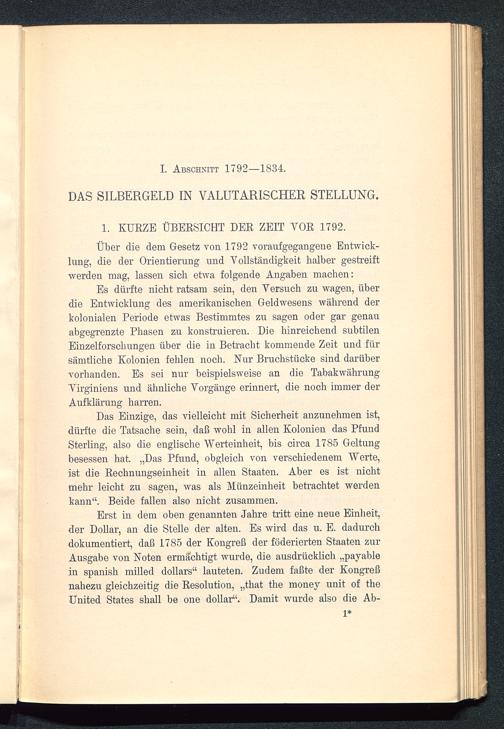 I. Abschnitt 1792—1834.
DAS SILBERGELD IN VALUTARISCHER STELLUNG.
1. KURZE ÜBERSICHT DER ZEIT VOR 1792.
Über die dem Gesetz von 1792 voraufgegangene Entwick-
lung, die der Orientierung und Vollständigkeit halber gestreift
werden mag, lassen sich etwa folgende Angaben machen:
Es dürfte nicht ratsam sein, den Versuch zu wagen, über
die Entwicklung des amerikanischen Geldwesens während der
kolonialen Periode etwas Bestimmtes zu sagen oder gar genau
abgegrenzte Phasen zu konstruieren. Die hinreichend subtilen
Einzelforschungen über die in Betracht kommende Zeit und für
sämtliche Kolonien fehlen noch. Nur Bruchstücke sind darüber
vorhanden. Es sei nur beispielsweise an die Tabakwährung
Virginiens und ähnliche Vorgänge erinnert, die noch immer der
Aufklärung harren.
Das Einzige, das vielleicht mit Sicherheit anzunehmen ist,
dürfte die Tatsache sein, daß wohl in allen Kolonien das Pfund
Sterling, also die englische Werteinheit, bis circa 1785 Geltung
besessen hat. „Das Pfund, obgleich von verschiedenem Werte,
ist die Rechnungseinheit in allen Staaten. Aber es ist nicht
mehr leicht zu sagen, was als Münzeinheit betrachtet werden
kann“. Beide fallen also nicht zusammen.
Erst in dem oben genannten Jahre tritt eine neue Einheit,
der Dollar, an die Stelle der alten. Es wird das u. E. dadurch
dokumentiert, daß 1785 der Kongreß der föderierten Staaten zur
Ausgabe von Noten ermächtigt wurde, die ausdrücklich „payable
in spanish milled dollars“ lauteten. Zudem faßte der Kongreß
nahezu gleichzeitig die Resolution, „that the money unit of the
United States shall be one dollar“. Damit wurde also die Ab-
1*